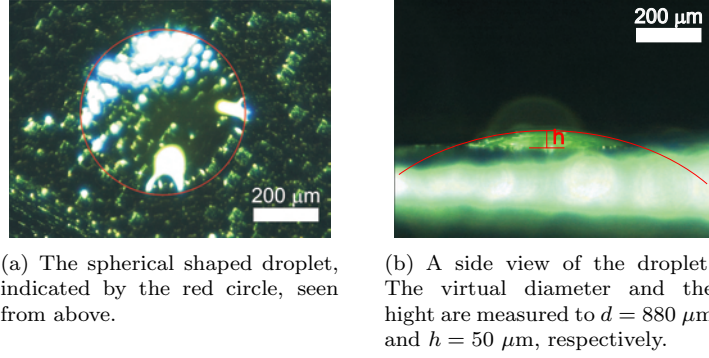 200 μm
200 μm
h
(a) The spherical shaped droplet,
indicated by the red circle, seen
from above.
(b) A side view of the droplet
The virtual diameter and the
hight are measured to d = 880 μm
and h = 50 μm, respectively.